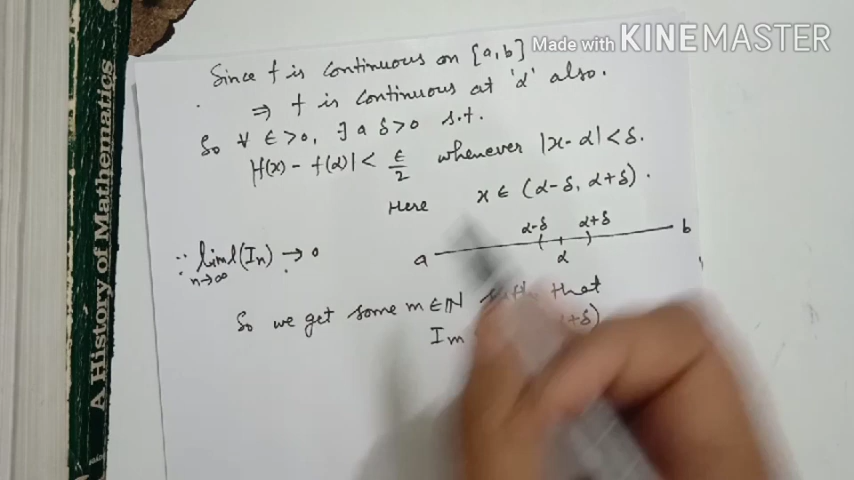 A History of Mathematics
Made with KINEMASTER
Since f is continuous on [a,b]
⇒ f is continuous at 'α' also.
So ∀ ϵ>0, ∃ a δ>0 s.t.
|f(x) - f(α)| < ϵ/2 whenever |x-α|<δ.
Here x ∈ (α-δ, α+δ).
α-δ α+δ
a α b
∵ lim l(In) → 0
n→∞
So we get some m ∈ ℕ that
Im +δ)